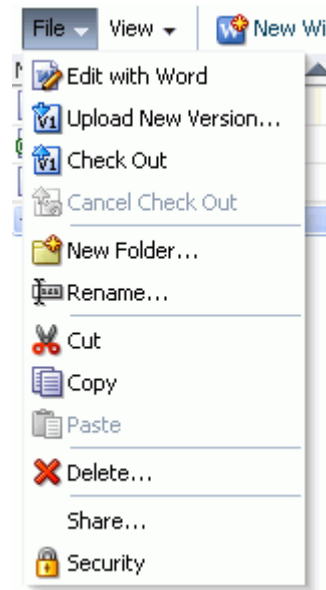 File View New Wi
Edit with Word
Upload New Version...
Check Out
Cancel Check Out
New Folder...
Rename...
Cut
Copy
Paste
Delete...
Share...
Security